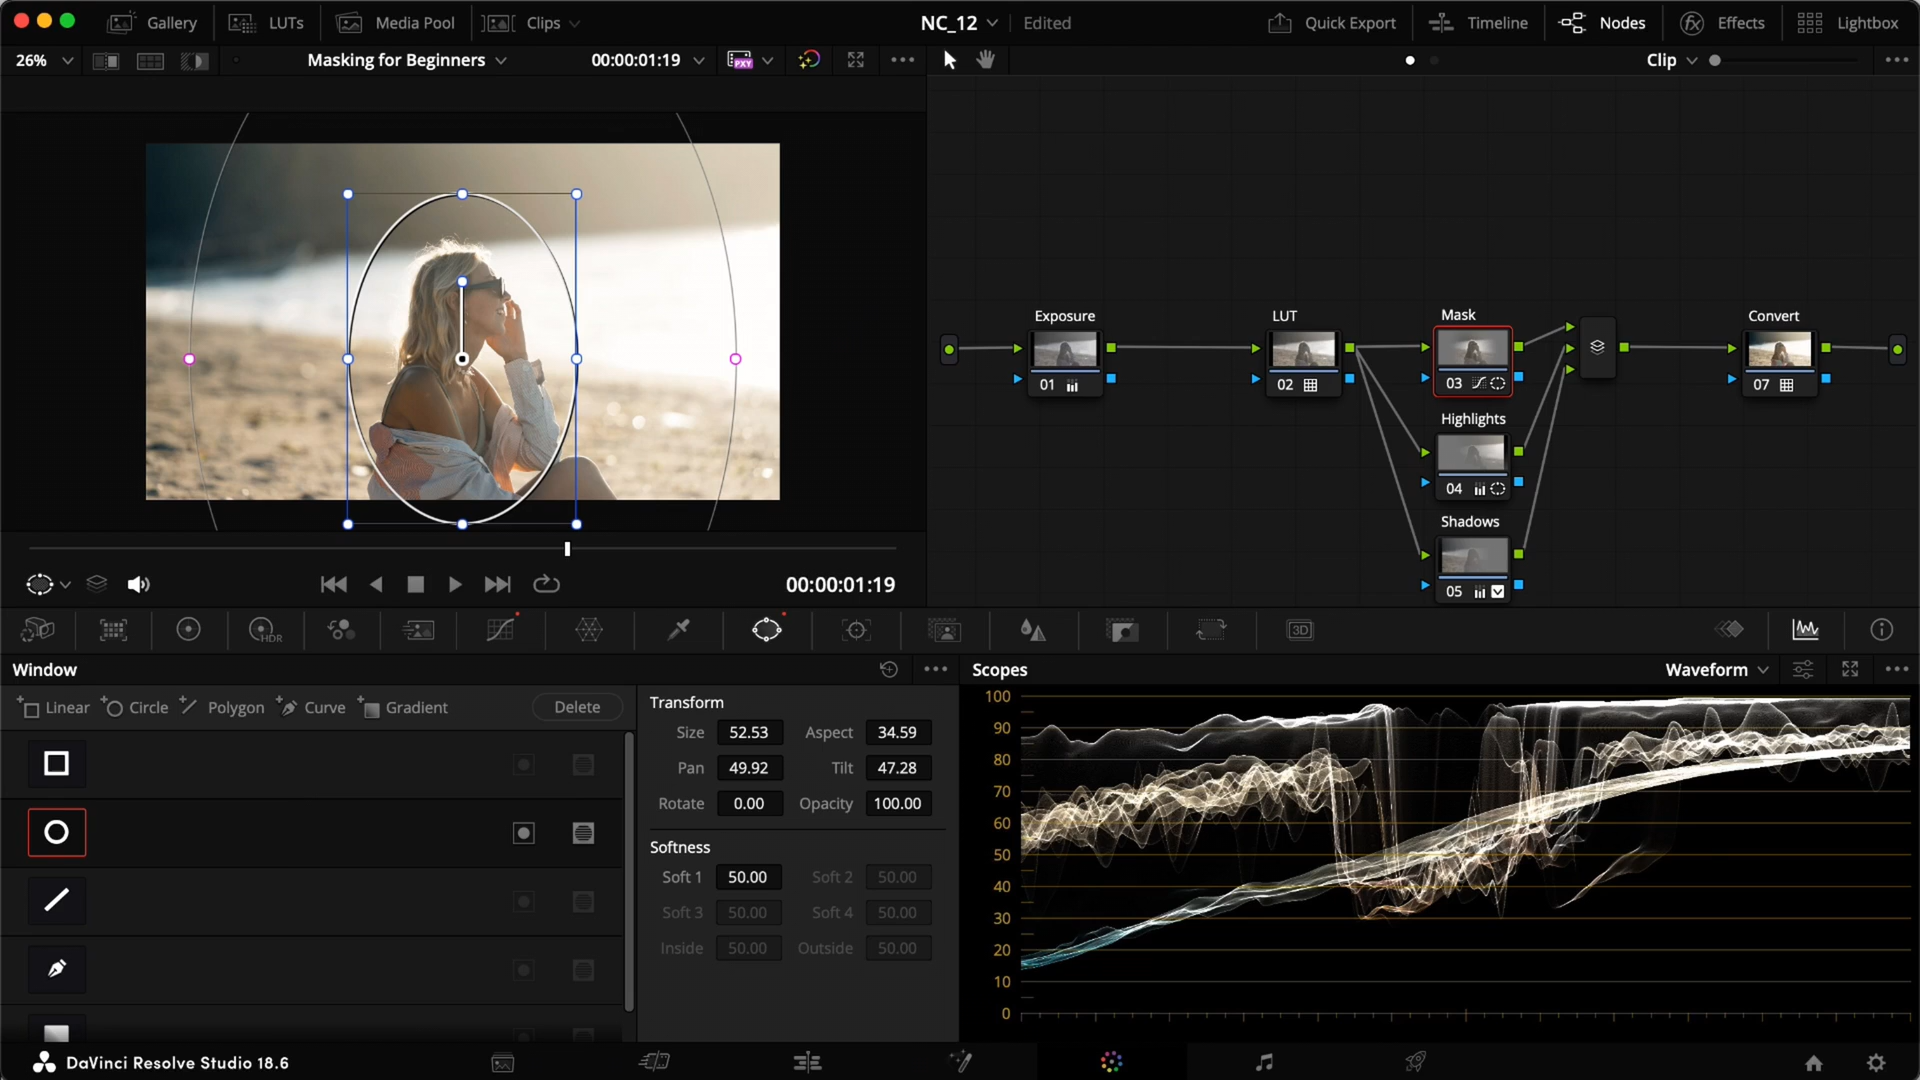 Gallery LUTs Media Pool Clips NC_12 Edited Quick Export Timeline Nodes Effects Lightbox
26% Masking for Beginners 00:00:01:19 PXY Clip
Exposure LUT Mask Convert
01 02 03 07
Highlights
04
Shadows
05
00:00:01:19
HDR 3D
Window Scopes Waveform
Linear Circle Polygon Curve Gradient Delete
Transform
Size 52.53 Aspect 34.59
Pan 49.92 Tilt 47.28
Rotate 0.00 Opacity 100.00
Softness
Soft 1 50.00 Soft 2 50.00
Soft 3 50.00 Soft 4 50.00
Inside 50.00 Outside 50.00
100
90
80
70
60
50
40
30
20
10
0
DaVinci Resolve Studio 18.6